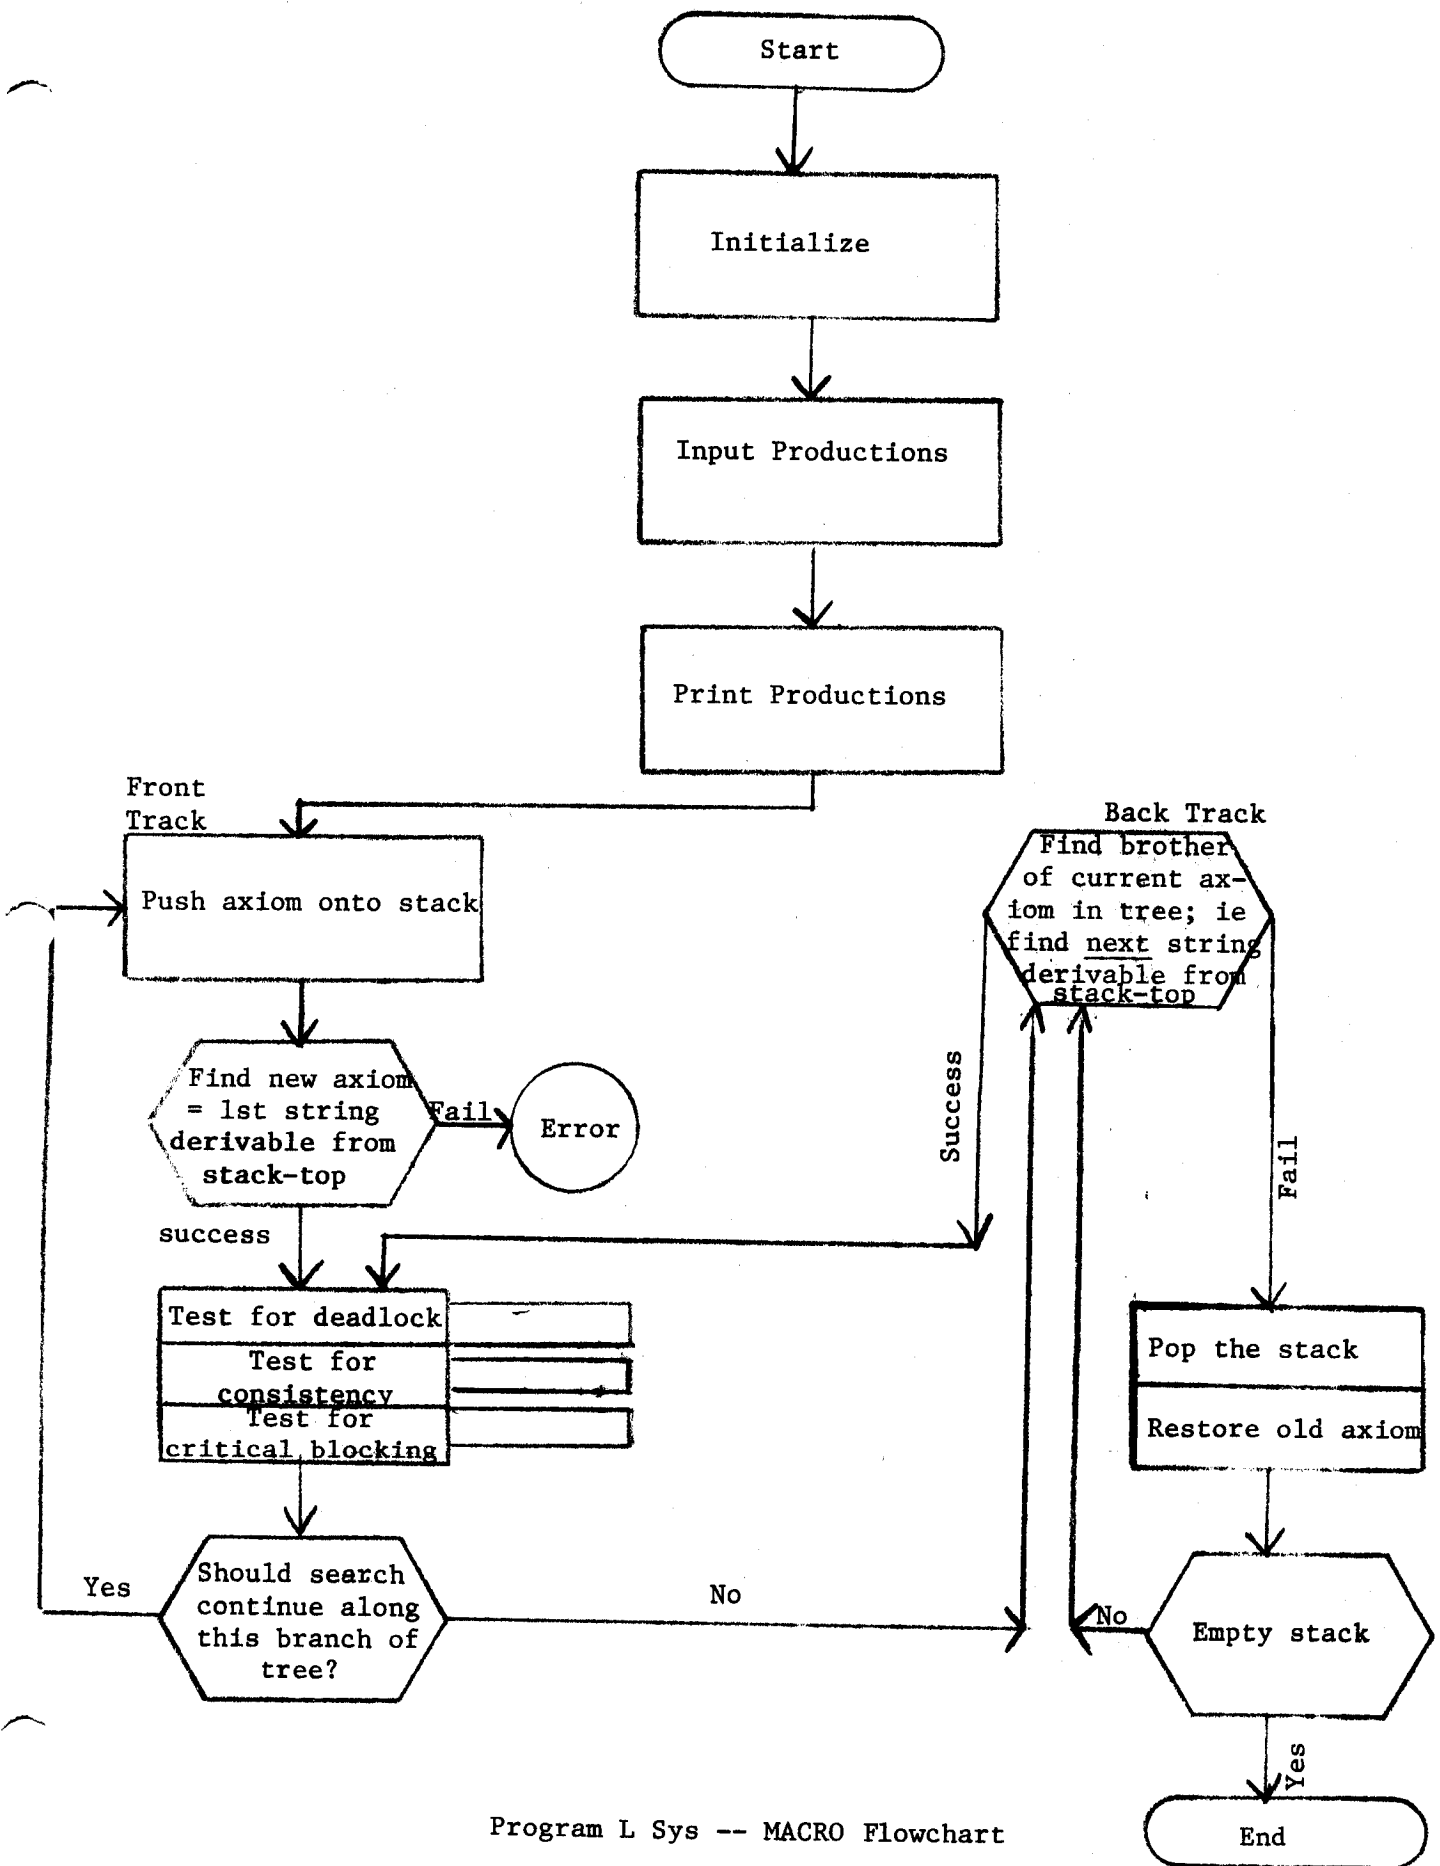 Start
Initialize
Input Productions
Print Productions
Front
Track
Push axiom onto stack
Find new axiom
= 1st string
derivable from
stack-top
Fail
Error
success
Test for deadlock
Test for
consistency
Test for
critical blocking
Should search
continue along
this branch of
tree?
Yes
No
Back Track
Find brother
of current ax-
iom in tree; ie
find next string
derivable from
stack-top
Success
Fail
Pop the stack
Restore old axiom
Empty stack
No
Yes
End
Program L Sys -- MACRO Flowchart